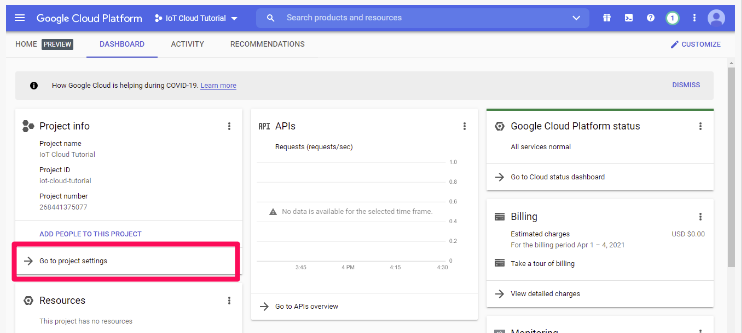 Google Cloud Platform
IoT Cloud Tutorial
Search products and resources
1
HOME PREVIEW
DASHBOARD
ACTIVITY
RECOMMENDATIONS
CUSTOMIZE
How Google Cloud is helping during COVID-19. Learn more
DISMISS
Project info
Project name
IoT Cloud Tutorial
Project ID
iot-cloud-tutorial
Project number
268441375077
ADD PEOPLE TO THIS PROJECT
Go to project settings
Resources
This project has no resources
API APIs
Requests (requests/sec)
1.0
0.8
0.6
0.4
0.2
0
No data is available for the selected time frame.
3:45
4 PM
4:15
4:30
Go to APIs overview
Google Cloud Platform status
All services normal
Go to Cloud status dashboard
Billing
Estimated charges
USD $0.00
For the billing period Apr 1 – 4, 2021
Take a tour of billing
View detailed charges
Monitoring